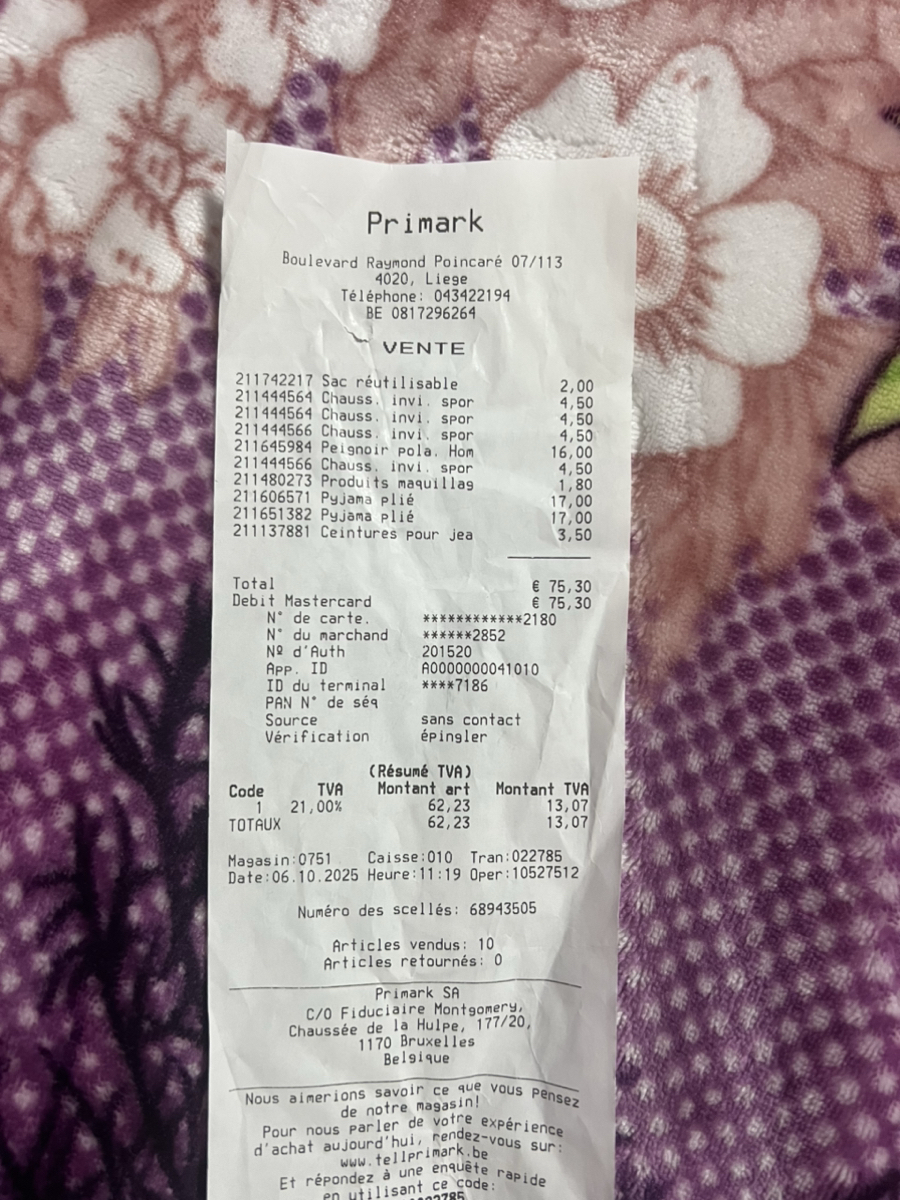 Primark
Boulevard Raymond Poincaré 07/113
4020, Liege
Téléphone: 043422194
BE 0817296264
VENTE
211742217 Sac réutilisable 2,00
211444564 Chauss. invi. spor 4,50
211444564 Chauss. invi. spor 4,50
211444566 Chauss. invi. spor 4,50
211645984 Peignoir pola. Hom 16,00
211444566 Chauss. invi. spor 4,50
211480273 Produits maquillag 1,80
211606571 Pyjama plié 17,00
211651382 Pyjama plié 17,00
211137881 Ceintures pour jea 3,50
Total € 75,30
Debit Mastercard € 75,30
N° de carte. ************2180
N° du marchand ******2852
Nº d'Auth 201520
App. ID A0000000041010
ID du terminal ****7186
PAN N° de séq
Source sans contact
Vérification épingler
(Résumé TVA)
Code TVA Montant art Montant TVA
1 21,00% 62,23 13,07
TOTAUX 62,23 13,07
Magasin:0751 Caisse:010 Tran:022785
Date:06.10.2025 Heure:11:19 Oper:10527512
Numéro des scellés: 68943505
Articles vendus: 10
Articles retournés: 0
Primark SA
C/O Fiduciaire Montgomery,
Chaussée de la Hulpe, 177/20,
1170 Bruxelles
Belgique
Nous aimerions savoir ce que vous pensez
de notre magasin!
Pour nous parler de votre expérience
d'achat aujourd'hui, rendez-vous sur:
www.tellprimark.be
Et répondez à une enquête rapide
en utilisant ce code: